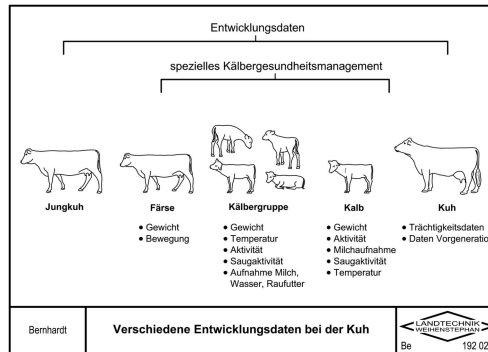 Entwicklungsdaten
spezielles Kälbergesundheitsmanagement
Jungkuh
Färse
• Gewicht
• Bewegung
Kälbergruppe
• Gewicht
• Temperatur
• Aktivität
• Saugaktivität
• Aufnahme Milch,
Wasser, Raufutter
Kalb
• Gewicht
• Aktivität
• Milchaufnahme
• Saugaktivität
• Temperatur
Kuh
• Trächtigkeitsdaten
• Daten Vorgeneratio
Bernhardt
Verschiedene Entwicklungsdaten bei der Kuh
LANDTECHNIK
WEIHENSTEPHAN
Be 192 02